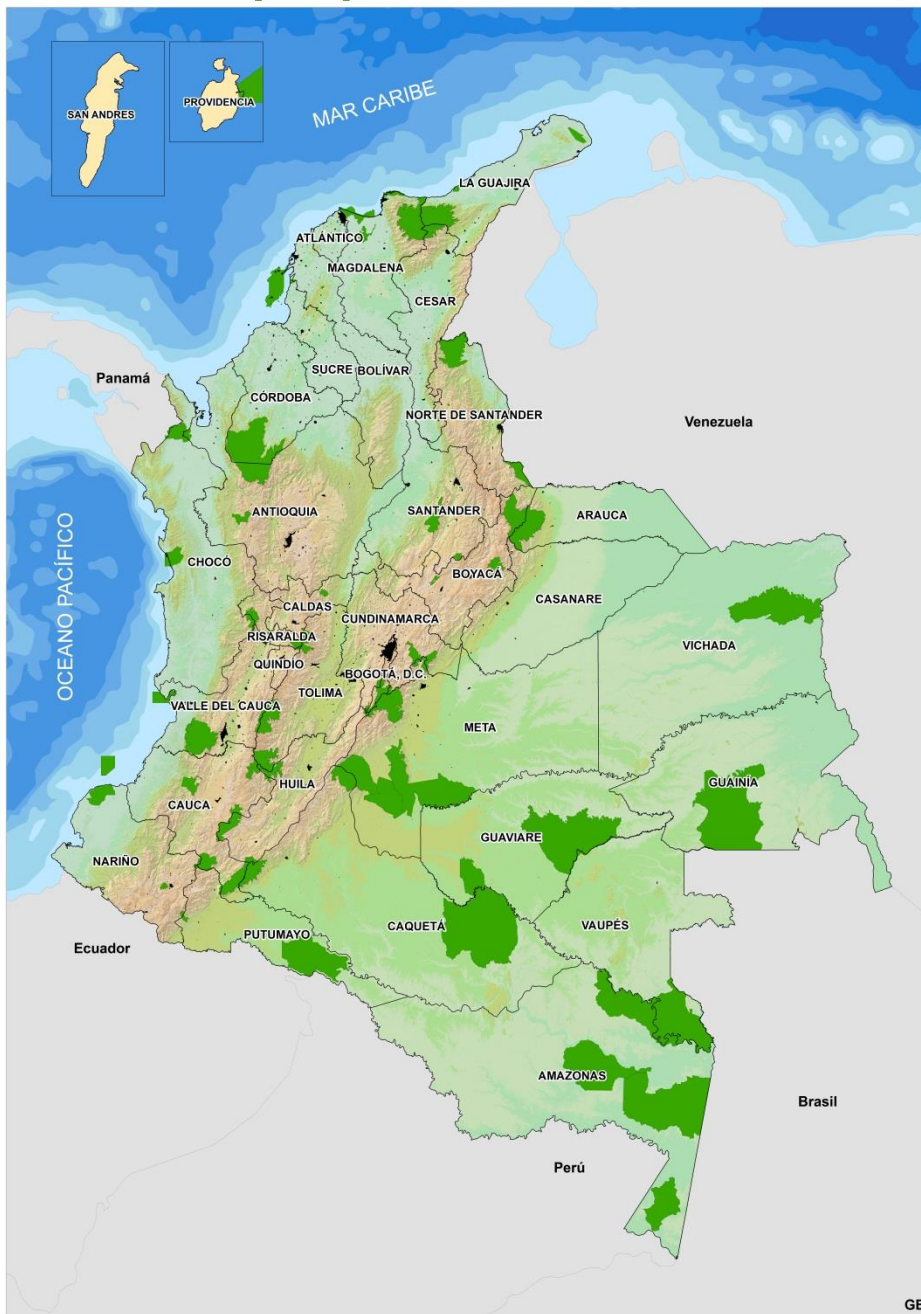 SAN ANDRES
PROVIDENCIA
MAR CARIBE
LA GUAJIRA
ATLÁNTICO
MAGDALENA
CESAR
SUCRE
BOLÍVAR
Panamá
CÓRDOBA
NORTE DE SANTANDER
Venezuela
ANTIOQUIA
SANTANDER
ARAUCA
OCEANO PACÍFICO
CHOCÓ
BOYACÁ
CASANARE
CALDAS
CUNDINAMARCA
RISARALDA
VICHADA
QUINDÍO
BOGOTÁ, D.C.
TOLIMA
VALLE DEL CAUCA
META
HUILA
GUAINÍA
CAUCA
GUAVIARE
NARIÑO
CAQUETÁ
VAUPÉS
PUTUMAYO
Ecuador
AMAZONAS
Brasil
Perú